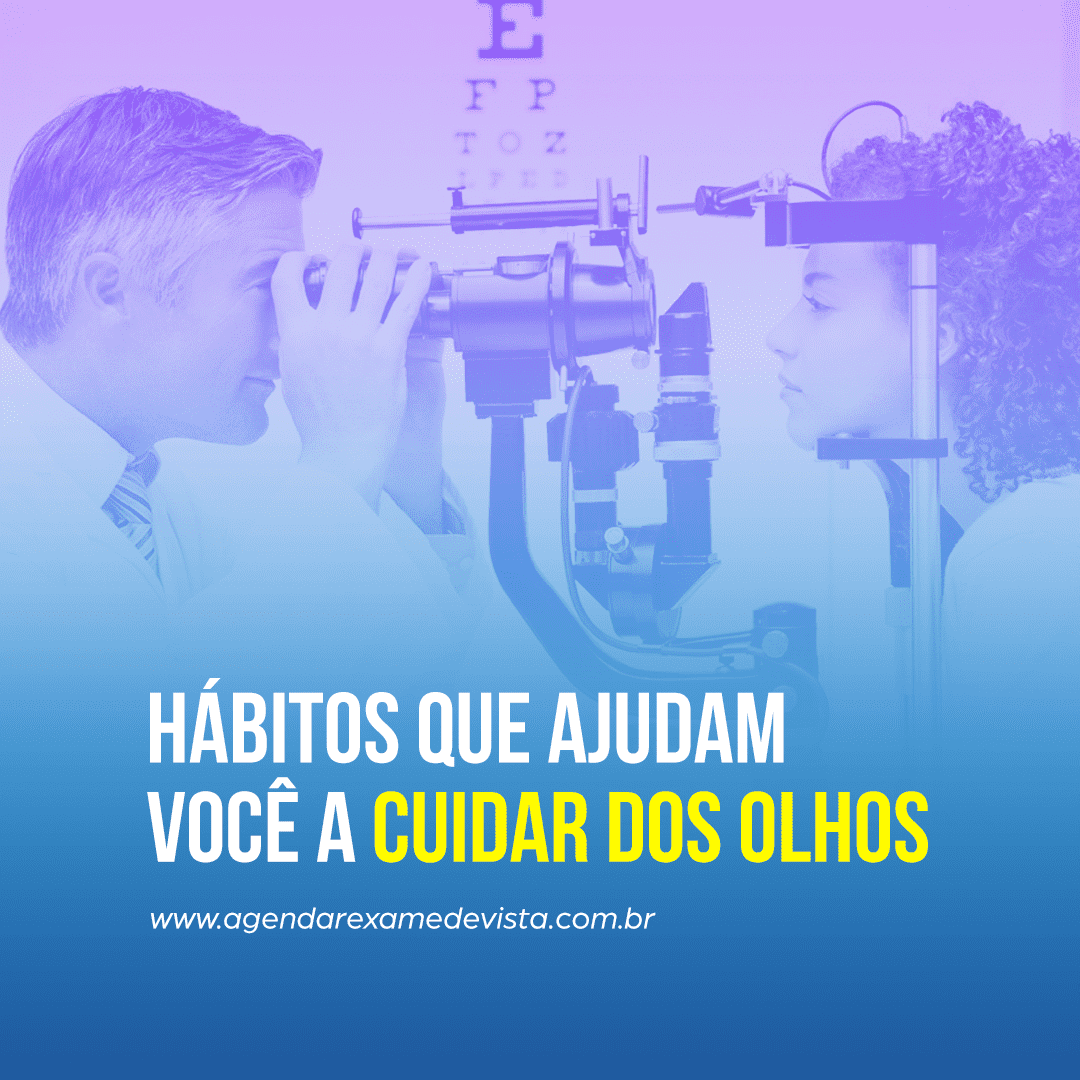 E
F P
T O Z
L P E D
HÁBITOS QUE AJUDAM
VOCÊ A CUIDAR DOS OLHOS
www.agendarexamedevista.com.br